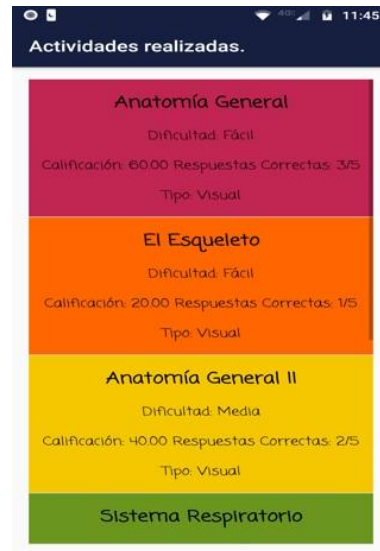 11:45
Actividades realizadas.
Anatomía General
Dificultad: Fácil
Calificación: 60.00 Respuestas Correctas: 3/5
Tipo: Visual
El Esqueleto
Dificultad: Fácil
Calificación: 20.00 Respuestas Correctas: 1/5
Tipo: Visual
Anatomía General II
Dificultad: Media
Calificación: 40.00 Respuestas Correctas: 2/5
Tipo: Visual
Sistema Respiratorio